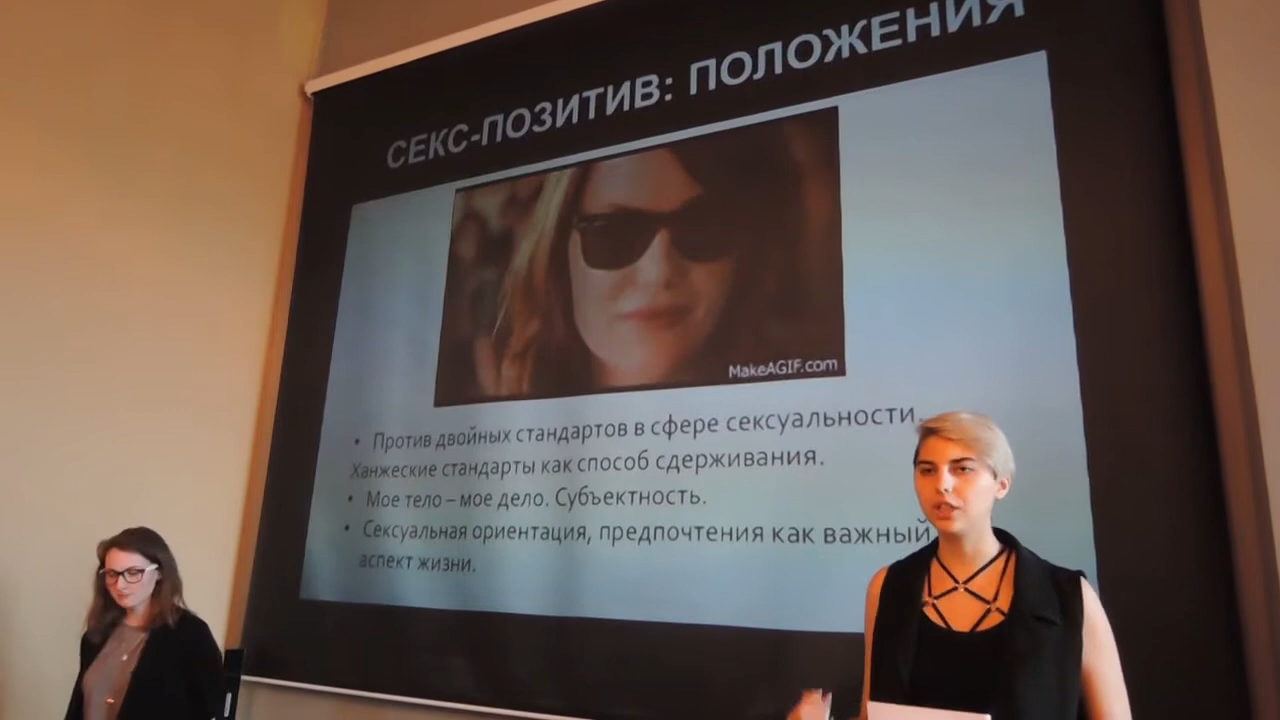 СЕКС-ПОЗИТИВ: ПОЛОЖЕНИЯ
MakeAGIF.com
• Против двойных стандартов в сфере сексуальности.
Ханжеские стандарты как способ сдерживания.
• Мое тело – мое дело. Субъектность.
• Сексуальная ориентация, предпочтения как важный
аспект жизни.